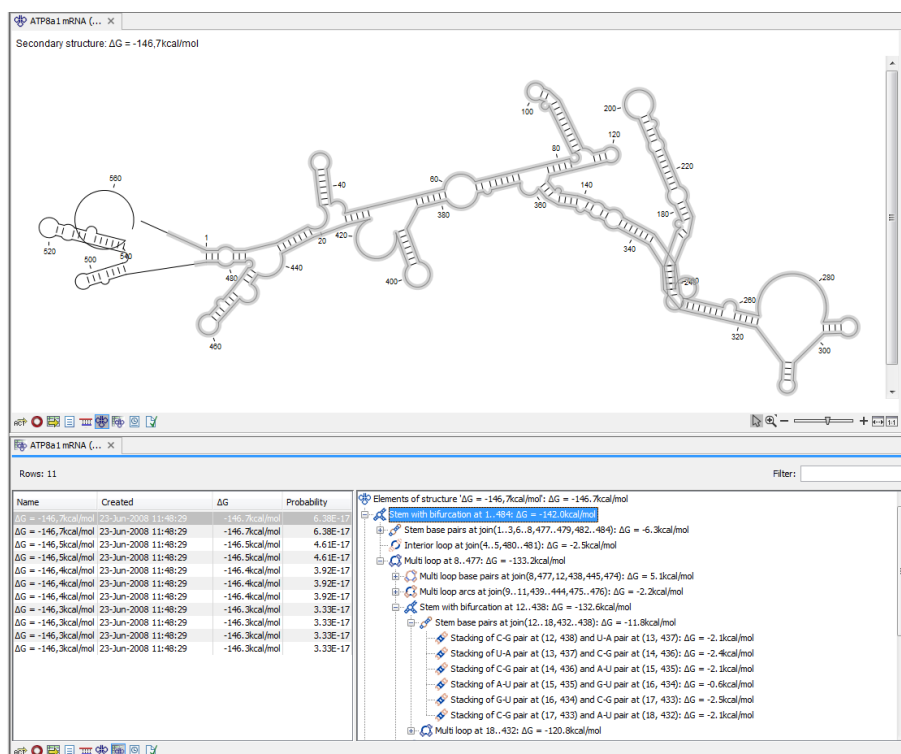 ATP8a1 mRNA (... ×
Secondary structure: ΔG = -146,7kcal/mol
100
200
120
560
80
220
60
40
140
180
1
380
360
20
420
280
520
500
540
340
480
440
240
260
400
320
300
460
1:1
ATP8a1 mRNA (... ×
Rows: 11
Filter:
Name Created ΔG Probability
ΔG = -146,7kcal/mol 23-Jun-2008 11:48:29 -146.7kcal/mol 6.38E-17
ΔG = -146,7kcal/mol 23-Jun-2008 11:48:29 -146.7kcal/mol 6.38E-17
ΔG = -146,5kcal/mol 23-Jun-2008 11:48:29 -146.5kcal/mol 4.61E-17
ΔG = -146,5kcal/mol 23-Jun-2008 11:48:29 -146.5kcal/mol 4.61E-17
ΔG = -146,4kcal/mol 23-Jun-2008 11:48:29 -146.4kcal/mol 3.92E-17
ΔG = -146,4kcal/mol 23-Jun-2008 11:48:29 -146.4kcal/mol 3.92E-17
ΔG = -146,4kcal/mol 23-Jun-2008 11:48:29 -146.4kcal/mol 3.92E-17
ΔG = -146,3kcal/mol 23-Jun-2008 11:48:29 -146.3kcal/mol 3.33E-17
ΔG = -146,3kcal/mol 23-Jun-2008 11:48:29 -146.3kcal/mol 3.33E-17
ΔG = -146,3kcal/mol 23-Jun-2008 11:48:29 -146.3kcal/mol 3.33E-17
ΔG = -146,3kcal/mol 23-Jun-2008 11:48:29 -146.3kcal/mol 3.33E-17
Elements of structure 'ΔG = -146,7kcal/mol': ΔG = -146.7kcal/mol
Stem with bifurcation at 1..484: ΔG = -142.0kcal/mol
Stem base pairs at join(1..3,6..8,477..479,482..484): ΔG = -6.3kcal/mol
Interior loop at join(4..5,480..481): ΔG = -2.5kcal/mol
Multi loop at 8..477: ΔG = -133.2kcal/mol
Multi loop base pairs at join(8,477,12,438,445,474): ΔG = 5.1kcal/mol
Multi loop arcs at join(9..11,439..444,475..476): ΔG = -2.2kcal/mol
Stem with bifurcation at 12..438: ΔG = -132.6kcal/mol
Stem base pairs at join(12..18,432..438): ΔG = -11.8kcal/mol
Stacking of C-G pair at (12, 438) and U-A pair at (13, 437): ΔG = -2.1kcal/mol
Stacking of U-A pair at (13, 437) and C-G pair at (14, 436): ΔG = -2.4kcal/mol
Stacking of C-G pair at (14, 436) and A-U pair at (15, 435): ΔG = -2.1kcal/mol
Stacking of A-U pair at (15, 435) and G-U pair at (16, 434): ΔG = -0.6kcal/mol
Stacking of G-U pair at (16, 434) and C-G pair at (17, 433): ΔG = -2.5kcal/mol
Stacking of C-G pair at (17, 433) and A-U pair at (18, 432): ΔG = -2.1kcal/mol
Multi loop at 18..432: ΔG = -120.8kcal/mol